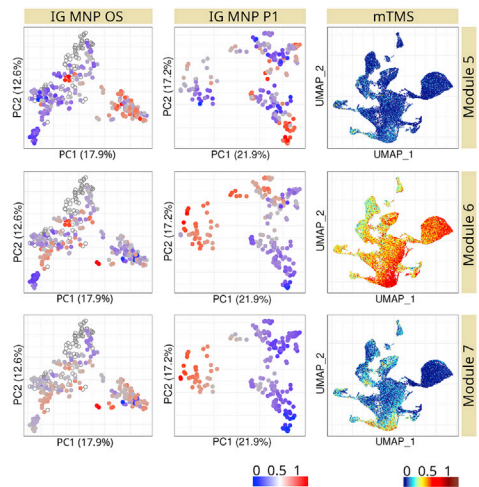 IG MNP OS IG MNP P1 mTMS
PC2 (12.6%) PC2 (17.2%) UMAP_2 Module 5
PC1 (17.9%) PC1 (21.9%) UMAP_1
PC2 (12.6%) PC2 (17.2%) UMAP_2 Module 6
PC1 (17.9%) PC1 (21.9%) UMAP_1
PC2 (12.6%) PC2 (17.2%) UMAP_2 Module 7
PC1 (17.9%) PC1 (21.9%) UMAP_1
0 0.5 1 0 0.5 1